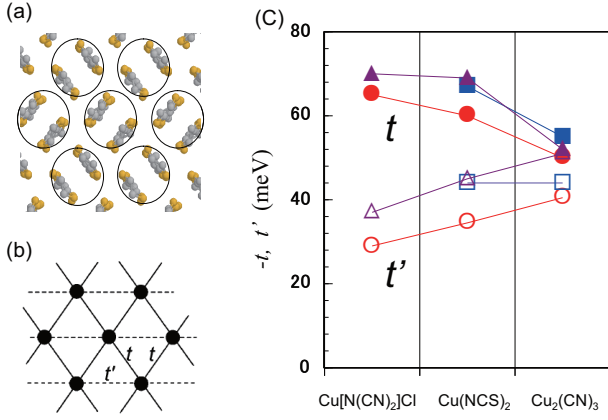 (a)
(b)
t
t
t'
(C)
-t, t' (meV)
80
60
40
20
0
t
t'
Cu[N(CN)2]Cl
Cu(NCS)2
Cu2(CN)3